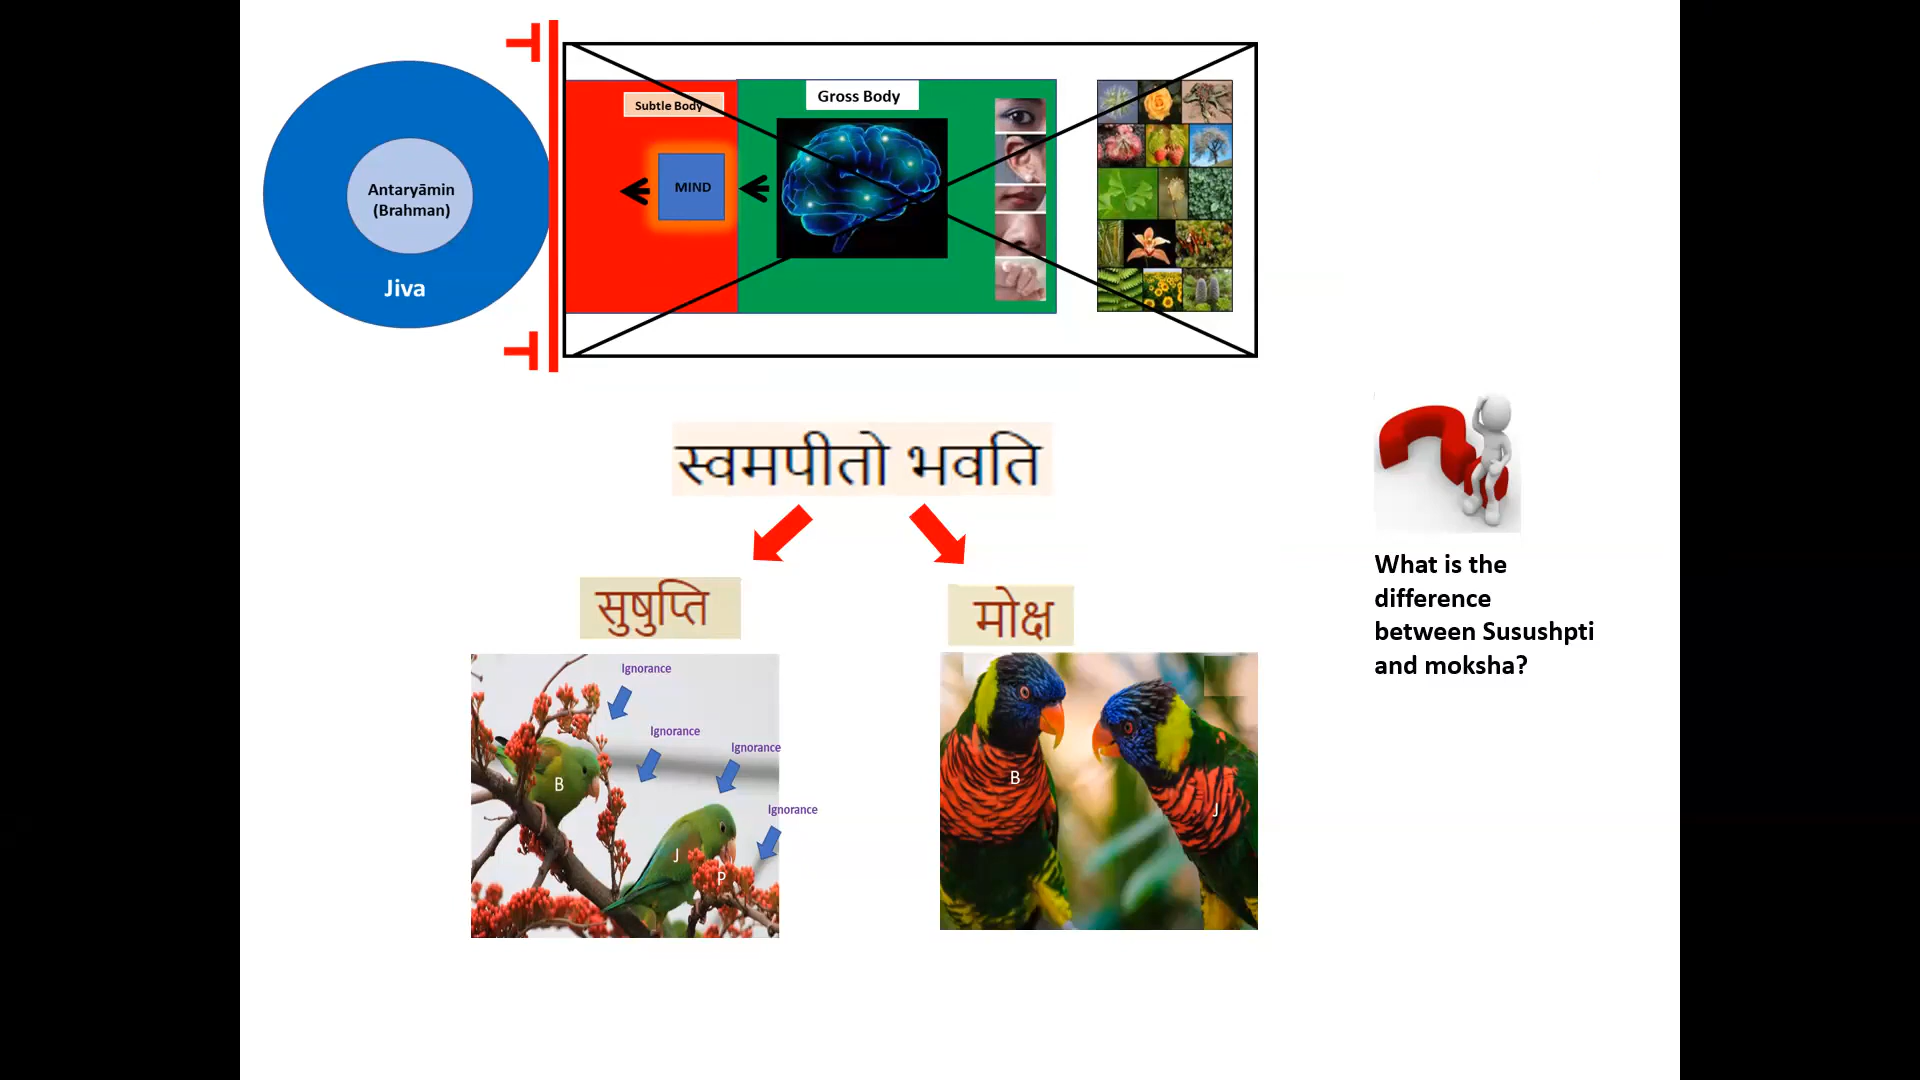 Subtle Body
Gross Body
MIND
Antaryāmin
(Brahman)
Jiva
स्वमपीतो भवति
सुषुप्ति
मोक्ष
What is the
difference
between Susushpti
and moksha?
Ignorance
Ignorance
Ignorance
Ignorance
B
J
P
B
J